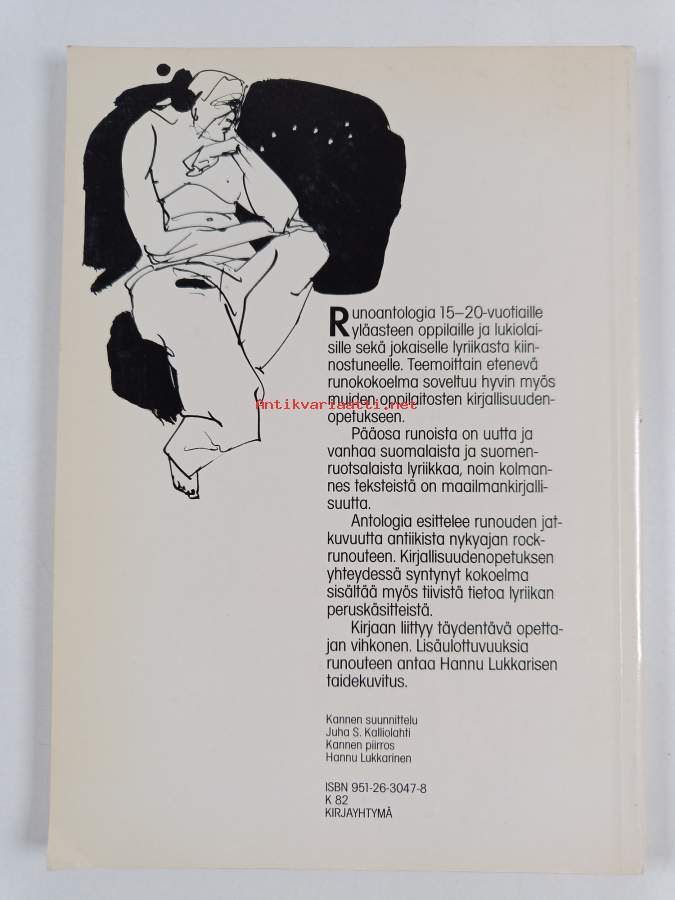 Runoantologia 15–20-vuotiaille
yläasteen oppilaille ja lukiolai-
sille sekä jokaiselle lyriikasta kiin-
nostuneelle. Teemoittain etenevä
runokokoelma soveltuu hyvin myös
muiden oppilaitosten kirjallisuuden-
Antikvariaatti.net
opetukseen.
Pääosa runoista on uutta ja
vanhaa suomalaista ja suomen-
ruotsalaista lyriikkaa, noin kolman-
nes teksteistä on maailmankirjalli-
suutta.
Antologia esittelee runouden jat-
kuvuutta antiikista nykyajan rock-
runouteen. Kirjallisuudenopetuksen
yhteydessä syntynyt kokoelma
sisältää myös tiivistä tietoa lyriikan
peruskäsitteistä.
Kirjaan liittyy täydentävä opetta-
jan vihkonen. Lisäulottuvuuksia
runouteen antaa Hannu Lukkarisen
taidekuvitus.
Kannen suunnittelu
Juha S. Kalliolahti
Kannen piirros
Hannu Lukkarinen
ISBN 951-26-3047-8
K 82
KIRJAYHTYMÄ